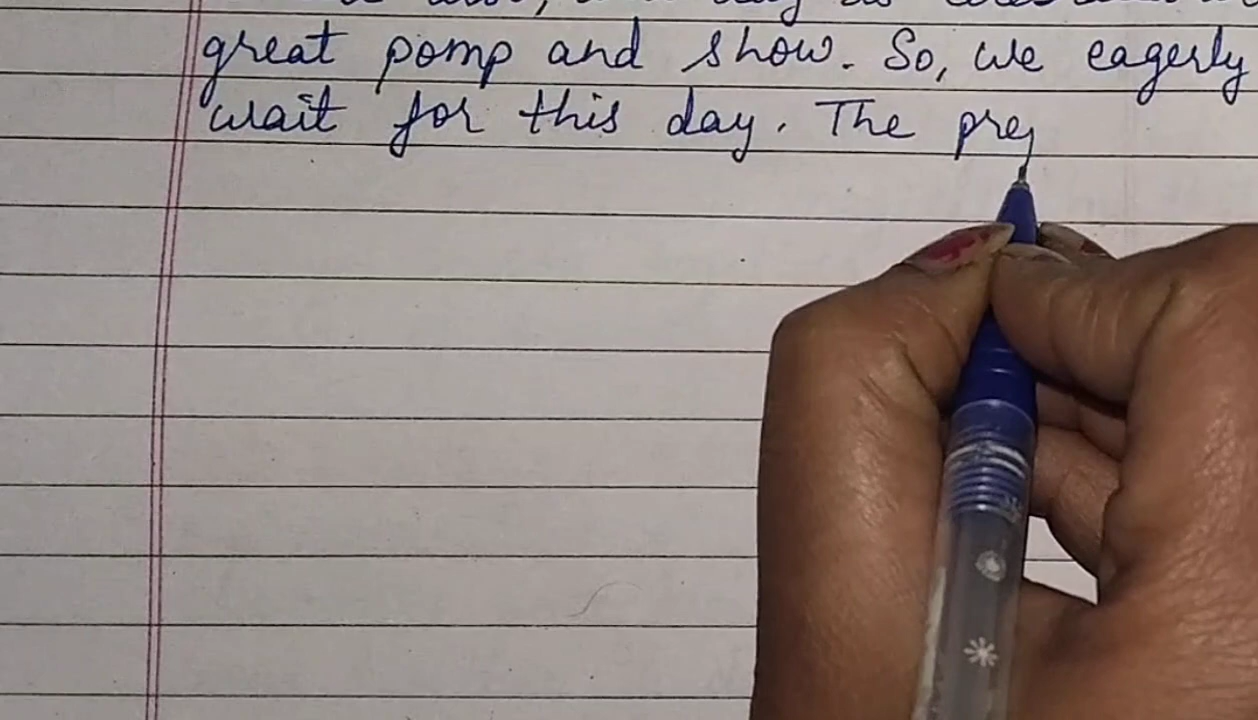 great pomp and show. So, we eagerly
wait for this day. The pre